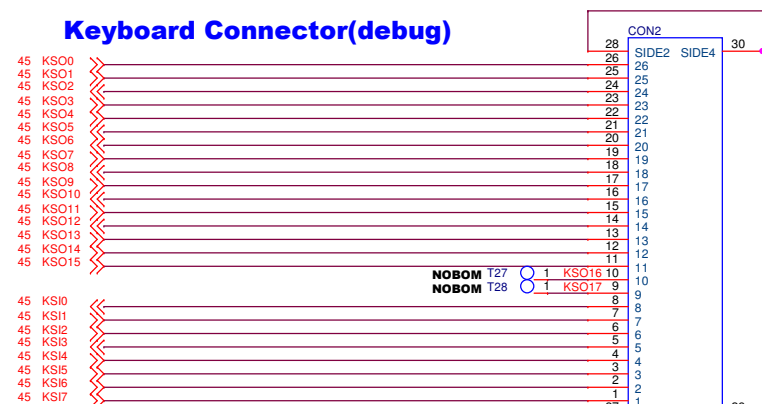 Keyboard Connector(debug)
CON2
28 SIDE2 SIDE4 30
45 KSO0 26 26
45 KSO1 25 25
45 KSO2 24 24
45 KSO3 23 23
45 KSO4 22 22
45 KSO5 21 21
45 KSO6 20 20
45 KSO7 19 19
45 KSO8 18 18
45 KSO9 17 17
45 KSO10 16 16
45 KSO11 15 15
45 KSO12 14 14
45 KSO13 13 13
45 KSO14 12 12
45 KSO15 11 11
NOBOM T27 1 KSO16 10 10
NOBOM T28 1 KSO17 9 9
45 KSI0 8 8
45 KSI1 7 7
45 KSI2 6 6
45 KSI3 5 5
45 KSI4 4 4
45 KSI5 3 3
45 KSI6 2 2
45 KSI7 1 1